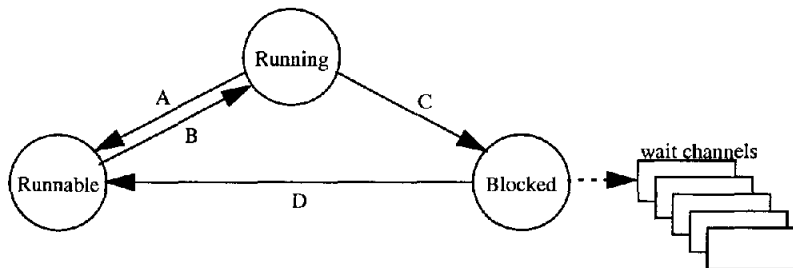 Running
A
B
C
wait channels
Runnable
D
Blocked